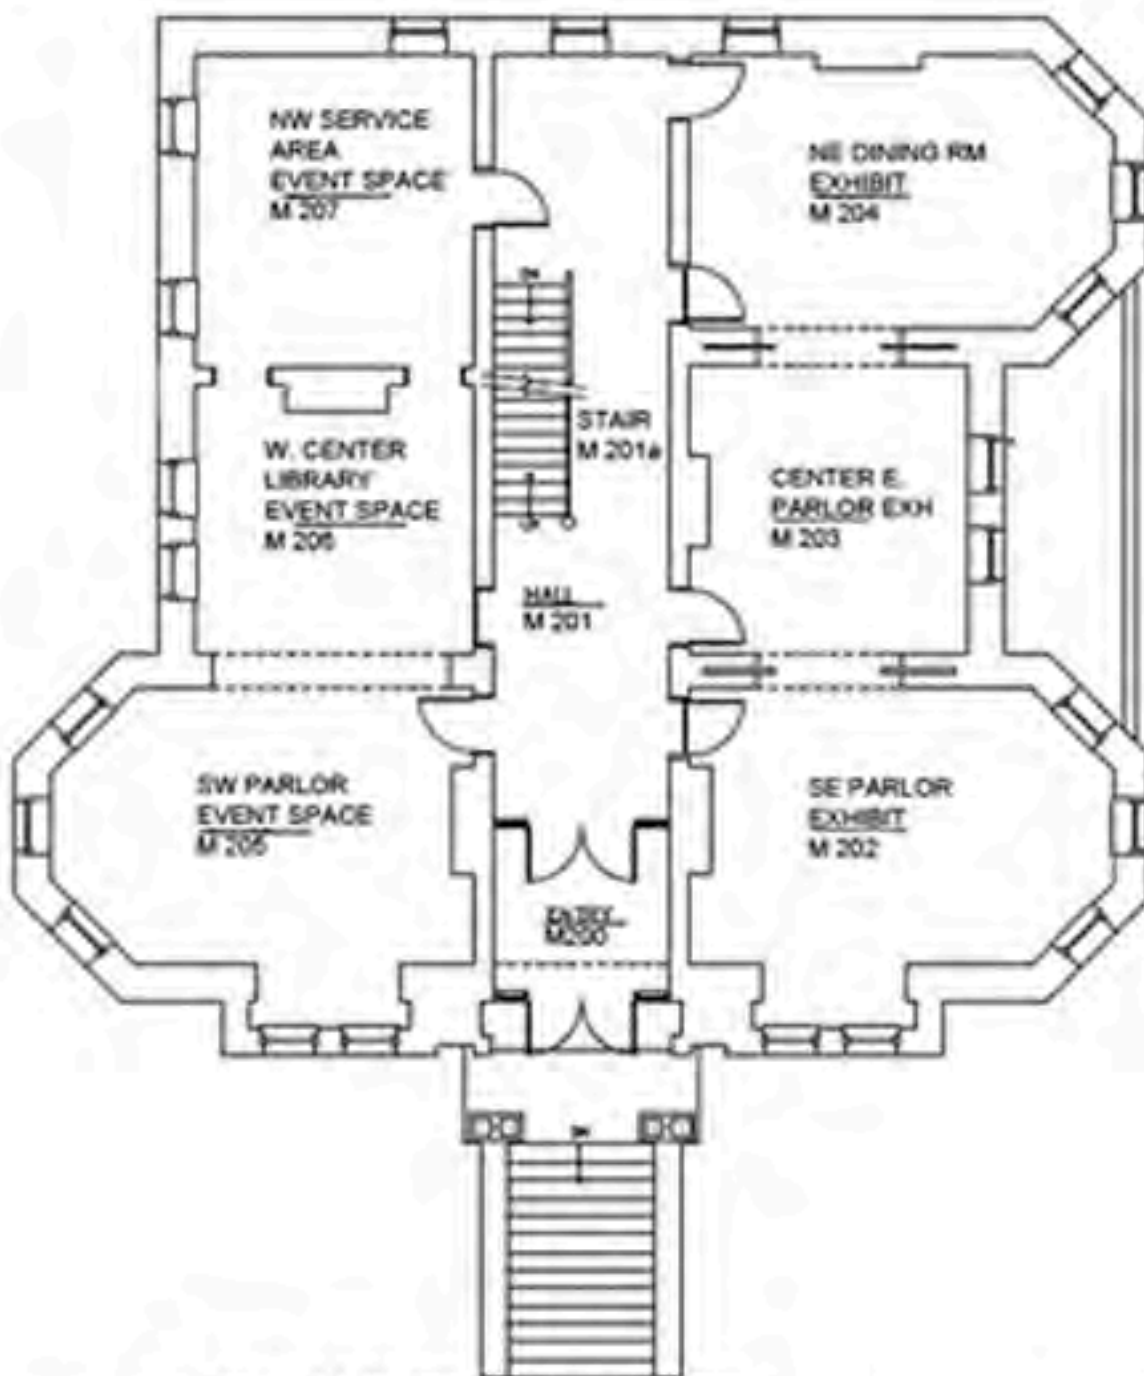 NW SERVICE
AREA
EVENT SPACE
M 207
NE DINING RM
EXHIBIT
M 204
W. CENTER
LIBRARY
EVENT SPACE
M 206
STAIR
M 201a
CENTER E.
PARLOR EXH
M 203
HALL
M 201
SW PARLOR
EVENT SPACE
M 205
SE PARLOR
EXHIBIT
M 202
ENTRY
M200